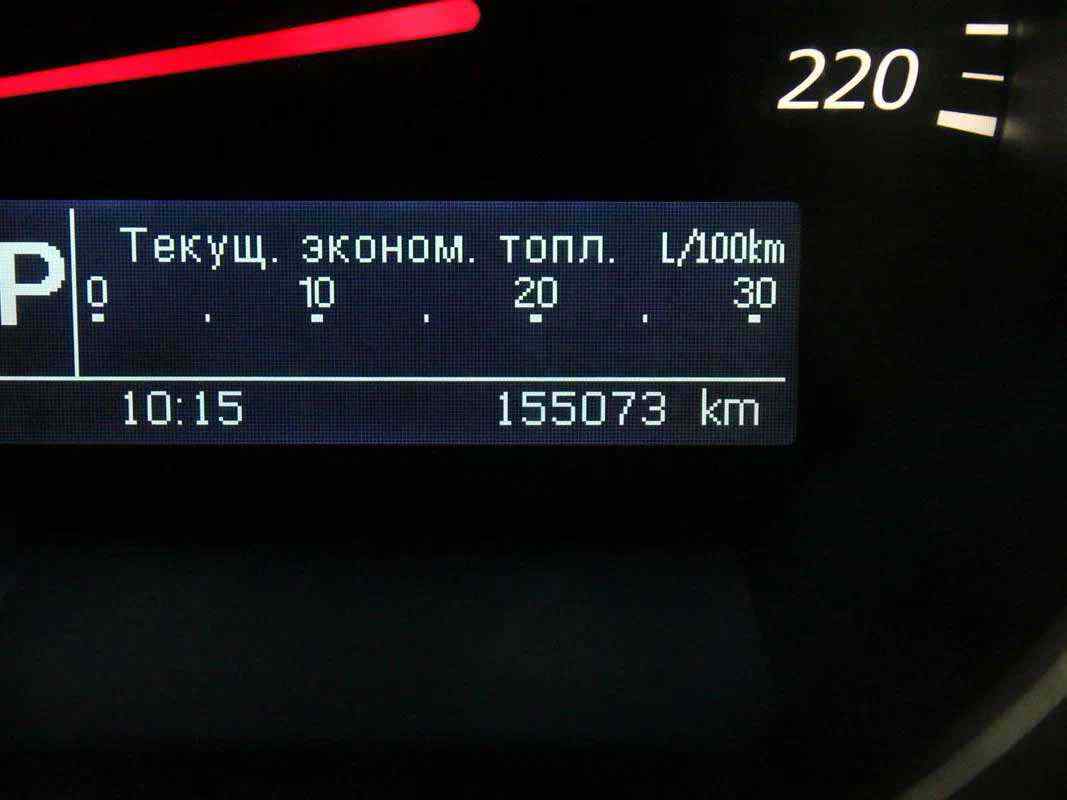 220
P
Текущ. эконом. топл. L/100km
0 10 20 30
10:15 155073 km